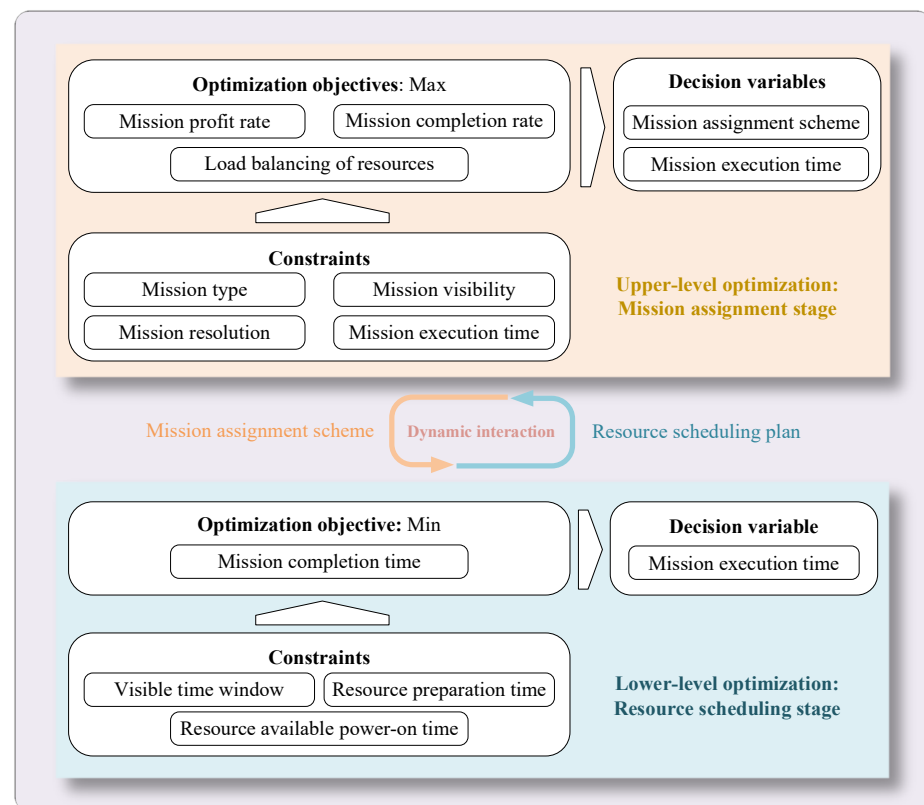 Optimization objectives: Max
Mission profit rate
Mission completion rate
Load balancing of resources
Decision variables
Mission assignment scheme
Mission execution time
Constraints
Mission type
Mission visibility
Mission resolution
Mission execution time
Upper-level optimization:
Mission assignment stage
Mission assignment scheme
Dynamic interaction
Resource scheduling plan
Optimization objective: Min
Mission completion time
Decision variable
Mission execution time
Constraints
Visible time window
Resource preparation time
Resource available power-on time
Lower-level optimization:
Resource scheduling stage